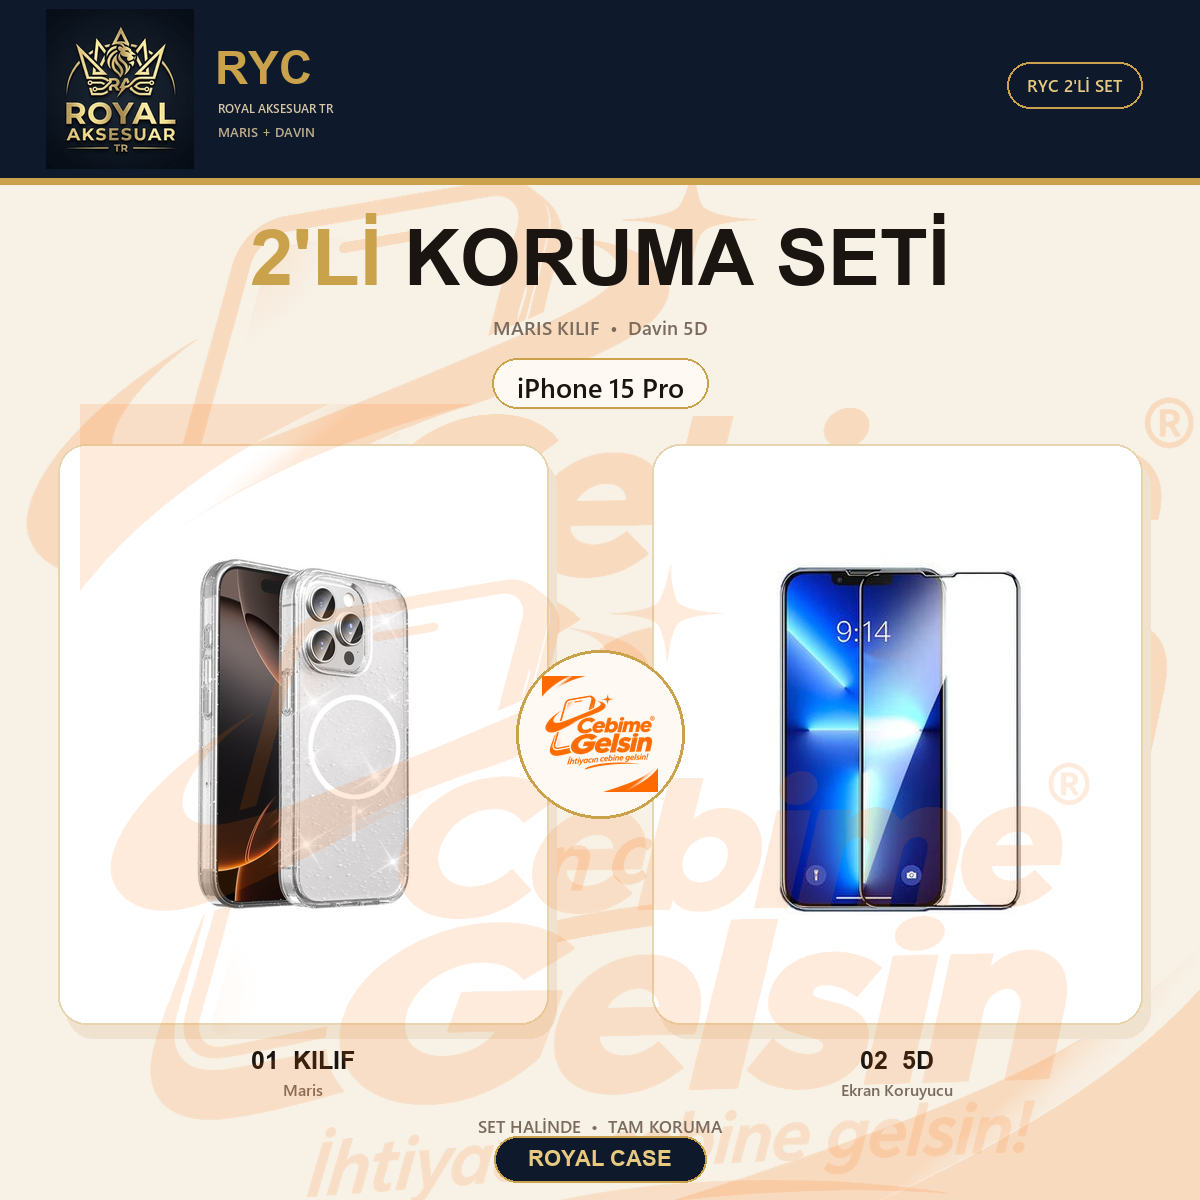 ROYAL
AKSESUAR
TR
RYC
ROYAL AKSESUAR TR
MARIS + DAVIN
RYC 2'Lİ SET
2'Lİ KORUMA SETİ
MARIS KILIF • Davin 5D
iPhone 15 Pro
®
9:14
Cebime®
Gelsin
İhtiyacın cebine gelsin!
Cebime®
Gelsin
01 KILIF
Maris
02 5D
Ekran Koruyucu
SET HALİNDE • TAM KORUMA
ROYAL CASE